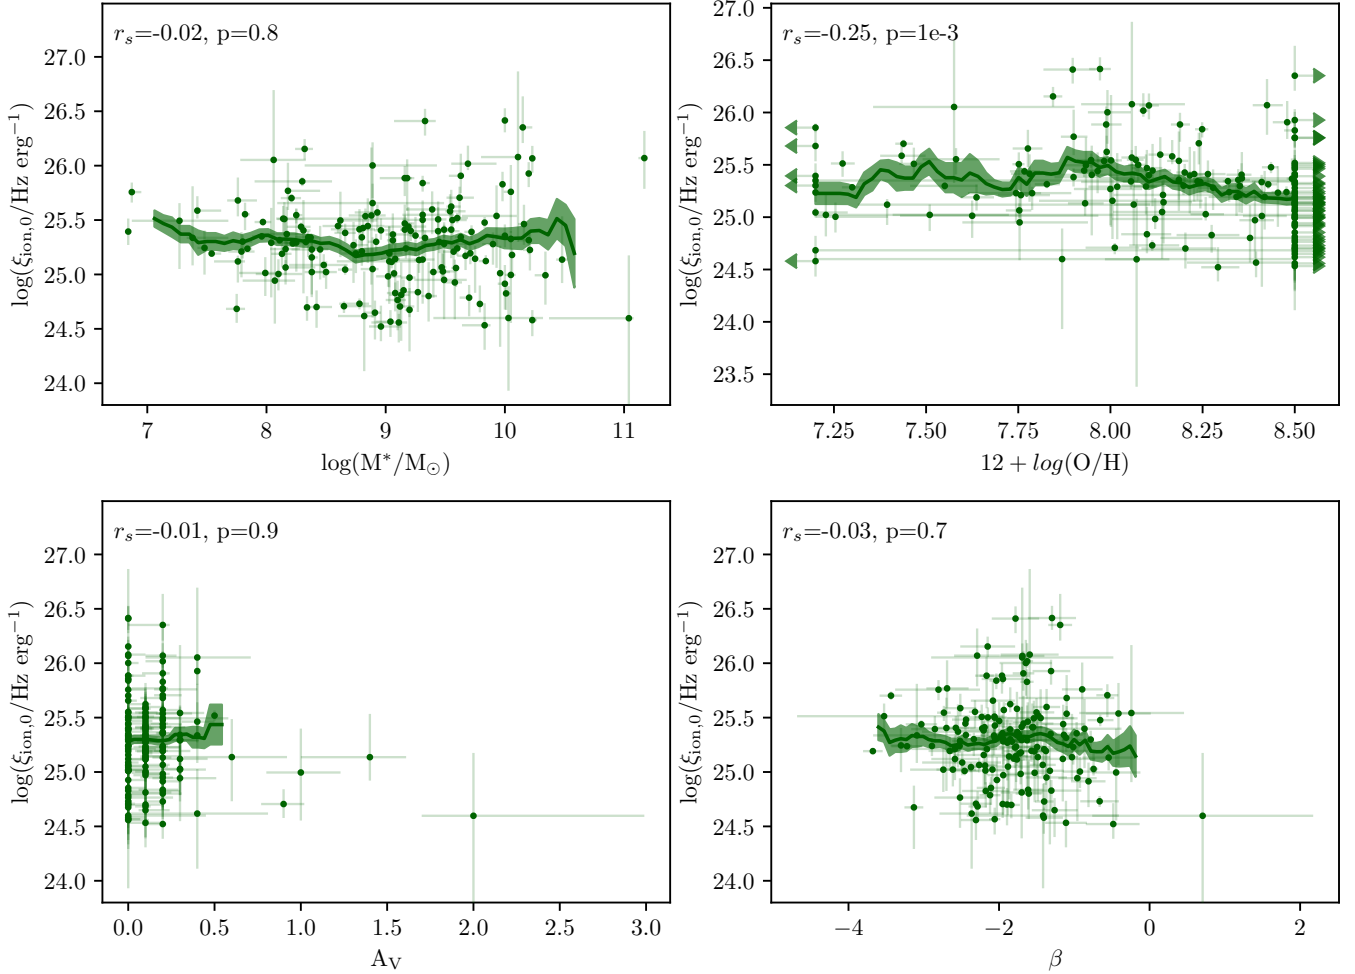 r_s=-0.02, p=0.8
27.0
26.5
26.0
25.5
25.0
24.5
24.0
log(ξ_ion,0/Hz erg⁻¹)
7 8 9 10 11
log(M*/M_⊙)
r_s=-0.25, p=1e-3
27.0
26.5
26.0
25.5
25.0
24.5
24.0
23.5
log(ξ_ion,0/Hz erg⁻¹)
7.25 7.50 7.75 8.00 8.25 8.50
12 + log(O/H)
r_s=-0.01, p=0.9
27.0
26.5
26.0
25.5
25.0
24.5
24.0
log(ξ_ion,0/Hz erg⁻¹)
0.0 0.5 1.0 1.5 2.0 2.5 3.0
A_V
r_s=-0.03, p=0.7
27.0
26.5
26.0
25.5
25.0
24.5
24.0
log(ξ_ion,0/Hz erg⁻¹)
−4 −2 0 2
β